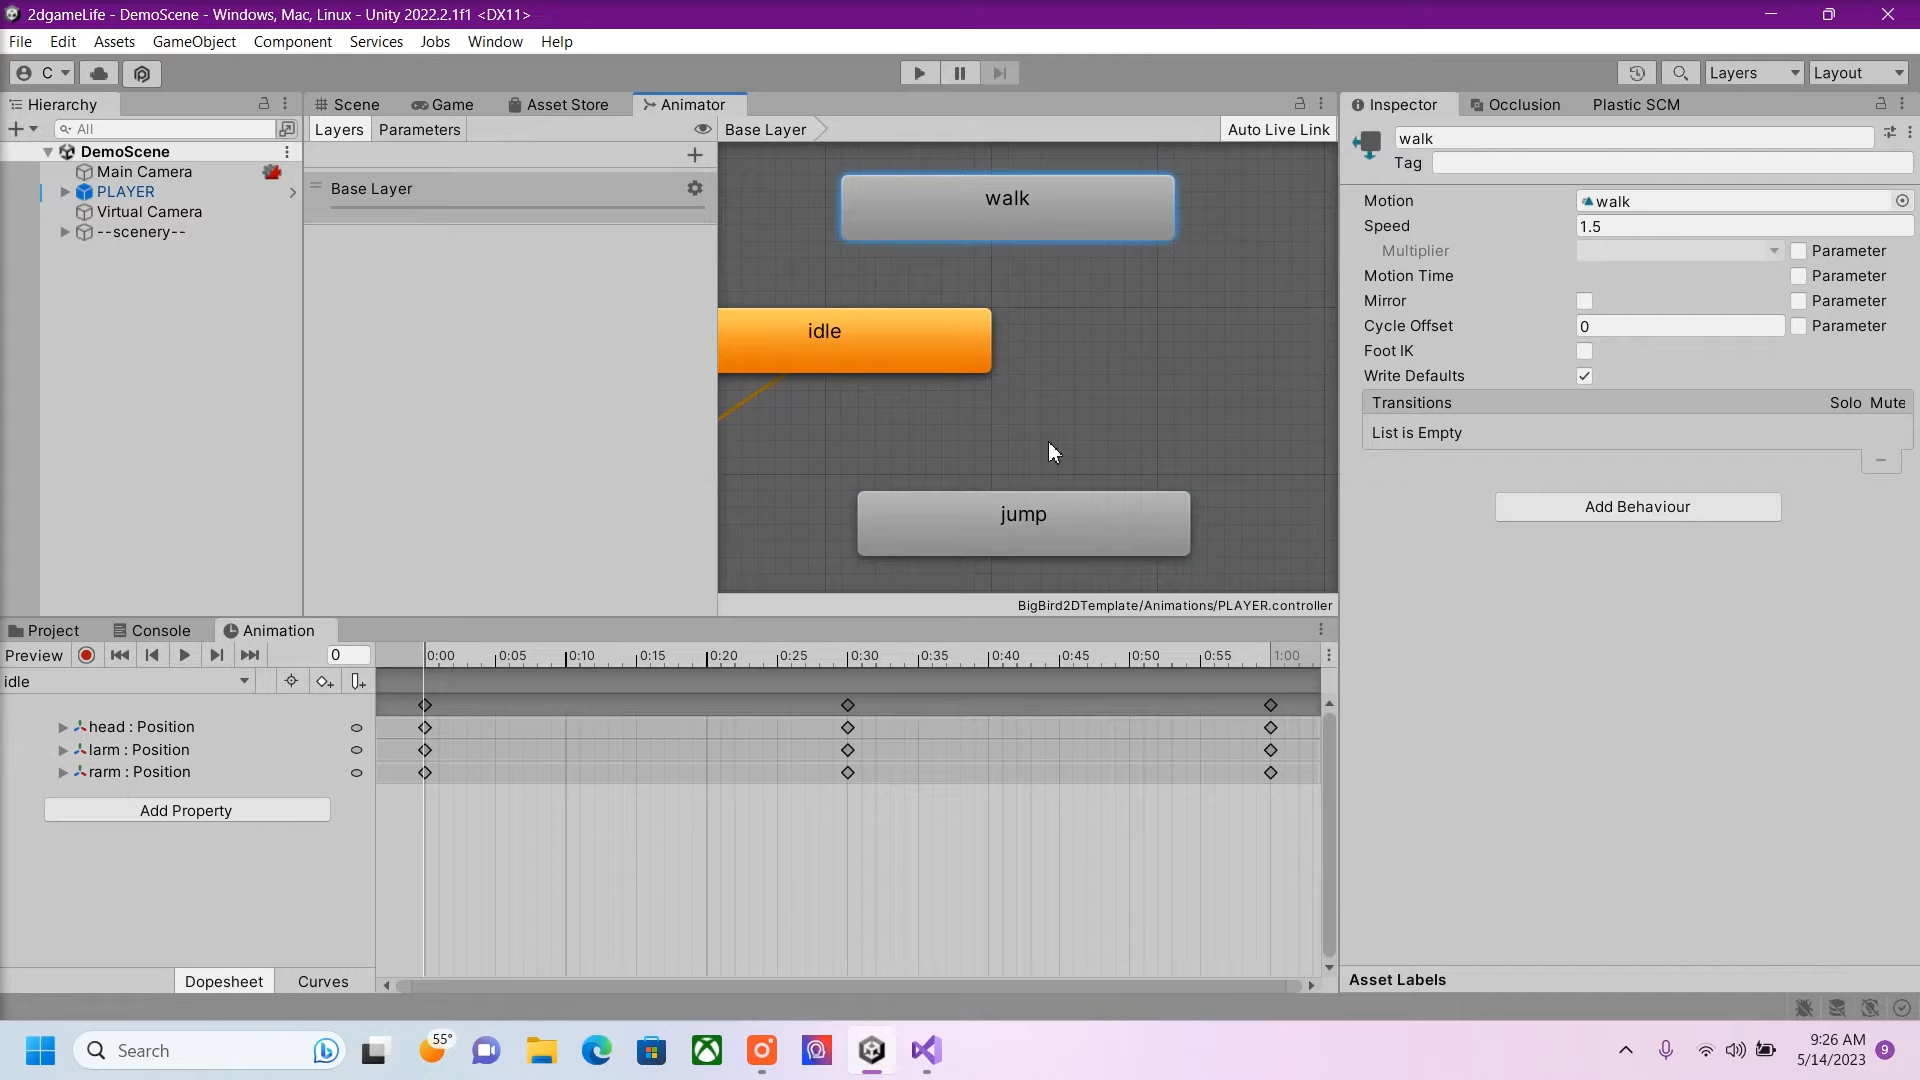 2dgameLife - DemoScene - Windows, Mac, Linux - Unity 2022.2.1f1 <DX11>
File Edit Assets GameObject Component Services Jobs Window Help
C Layers Layout
Hierarchy Scene Game Asset Store Animator Inspector Occlusion Plastic SCM
All Layers Parameters Base Layer Auto Live Link walk
DemoScene
Tag
Main Camera
Base Layer
PLAYER
Virtual Camera
--scenery--
walk
idle
jump
BigBird2DTemplate/Animations/PLAYER.controller
Motion walk
Speed 1.5
Multiplier Parameter
Motion Time Parameter
Mirror Parameter
Cycle Offset 0 Parameter
Foot IK
Write Defaults
Transitions Solo Mute
List is Empty
Add Behaviour
Asset Labels
Project Console Animation
Preview 0 0:00 0:05 0:10 0:15 0:20 0:25 0:30 0:35 0:40 0:45 0:50 0:55 1:00
idle
head : Position
larm : Position
rarm : Position
Add Property
Dopesheet Curves
Search 55° 9:26 AM
5/14/2023 9